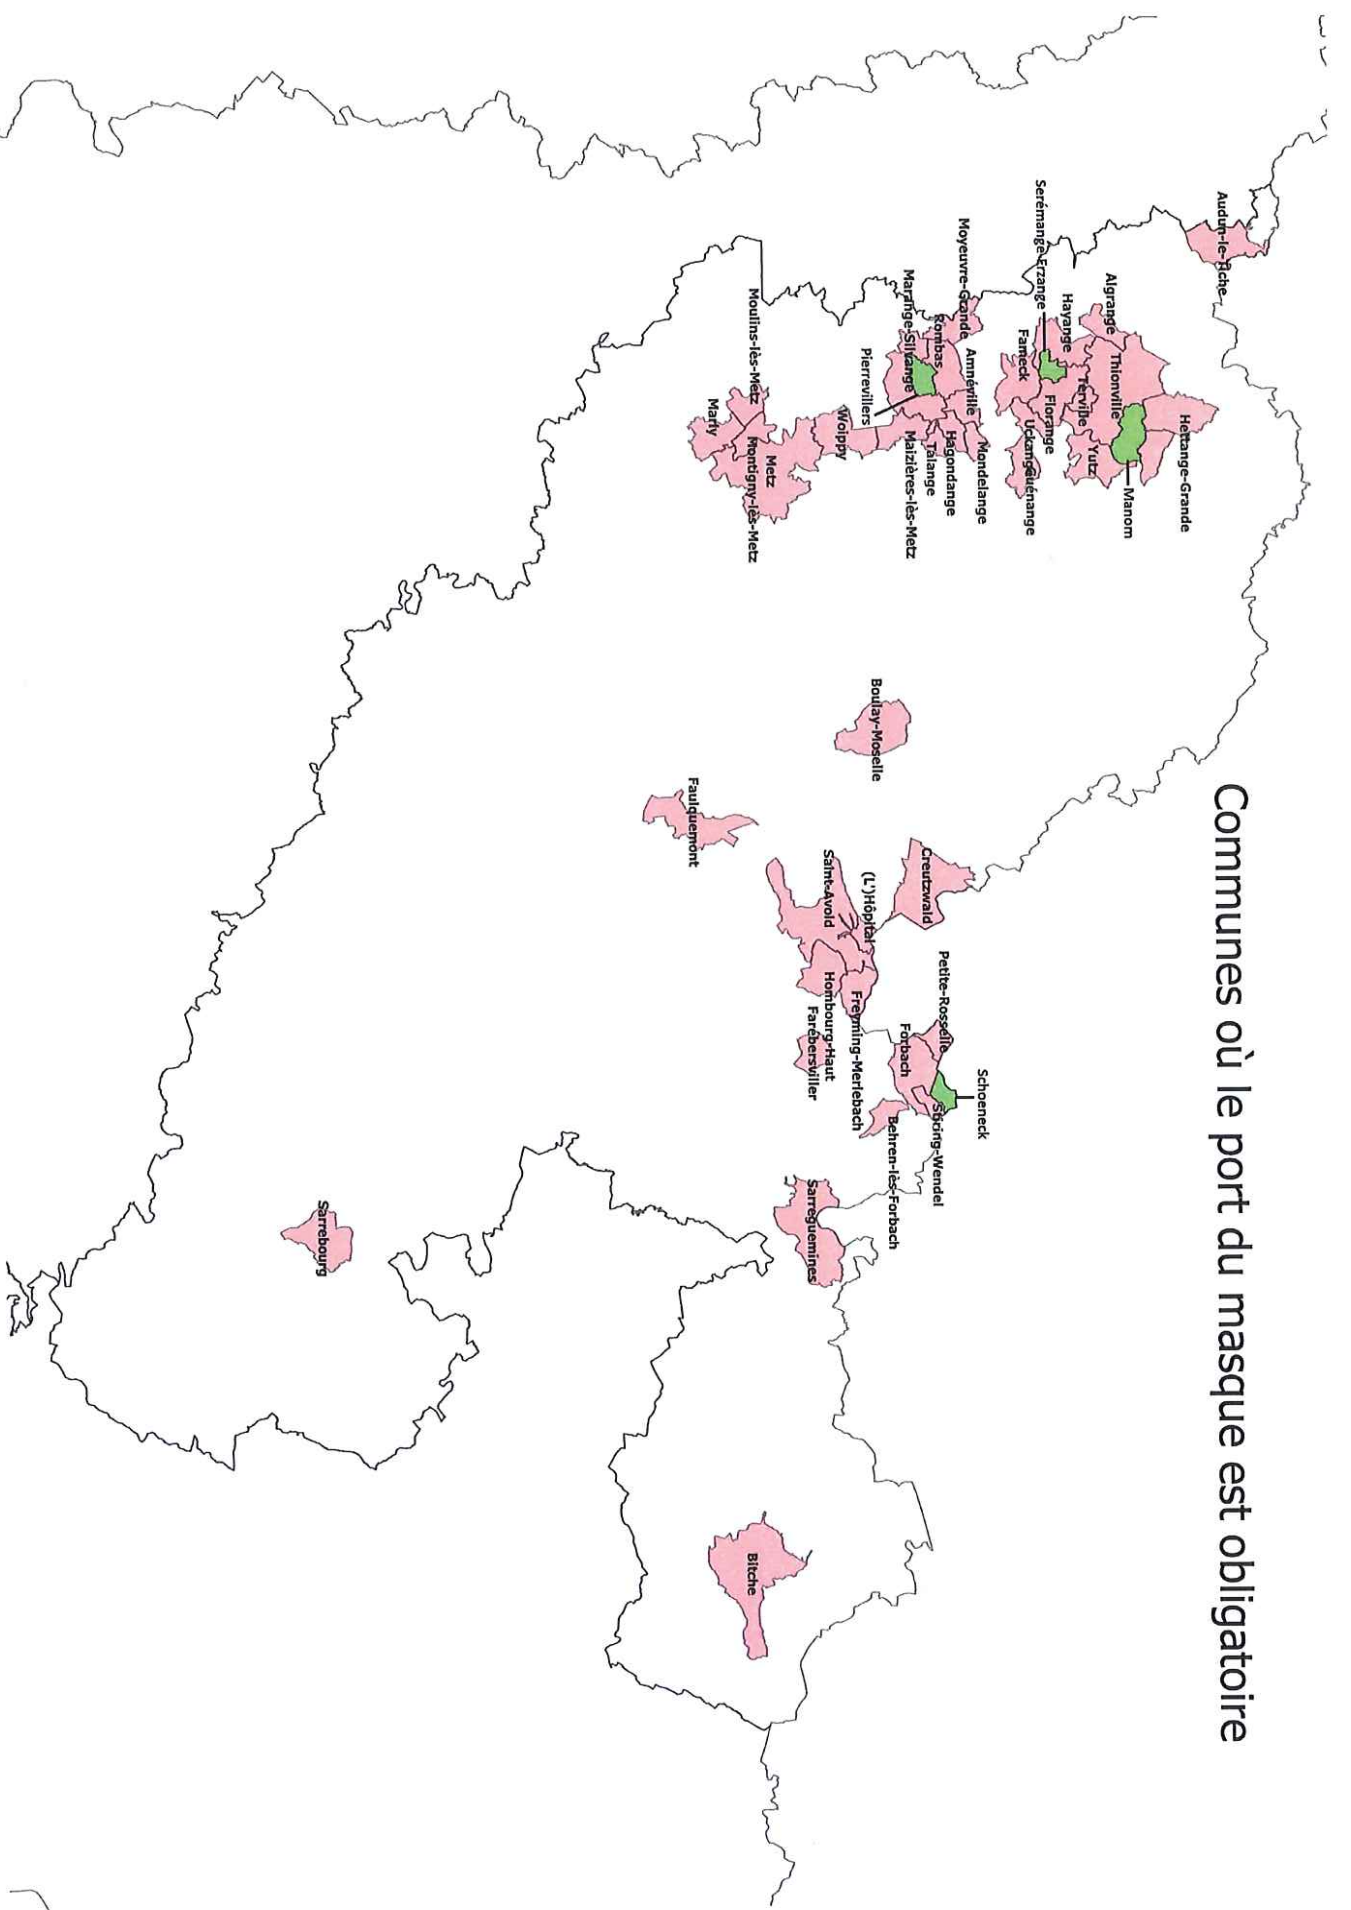 Communes où le port du masque est obligatoire
Audun-le-Tiche
Hettange-Grande
Manom
Algrange
Thionville
Yutz
Terville
Hayange
Serémange-Erzange
Florange
Fameck
Uckange
Guénange
Mondelange
Moyeuvre-Grande
Amnéville
Hagondange
Rombas
Talange
Marange-Silvange
Maizières-lès-Metz
Pierrevillers
Woippy
Metz
Moulins-lès-Metz
Montigny-lès-Metz
Marly
Boulay-Moselle
Faulquemont
Creutzwald
(L')Hôpital
Saint-Avold
Freyming-Merlebach
Hombourg-Haut
Farébersviller
Petite-Rosselle
Forbach
Schoeneck
Stiring-Wendel
Behren-lès-Forbach
Sarreguemines
Sarrebourg
Bitche